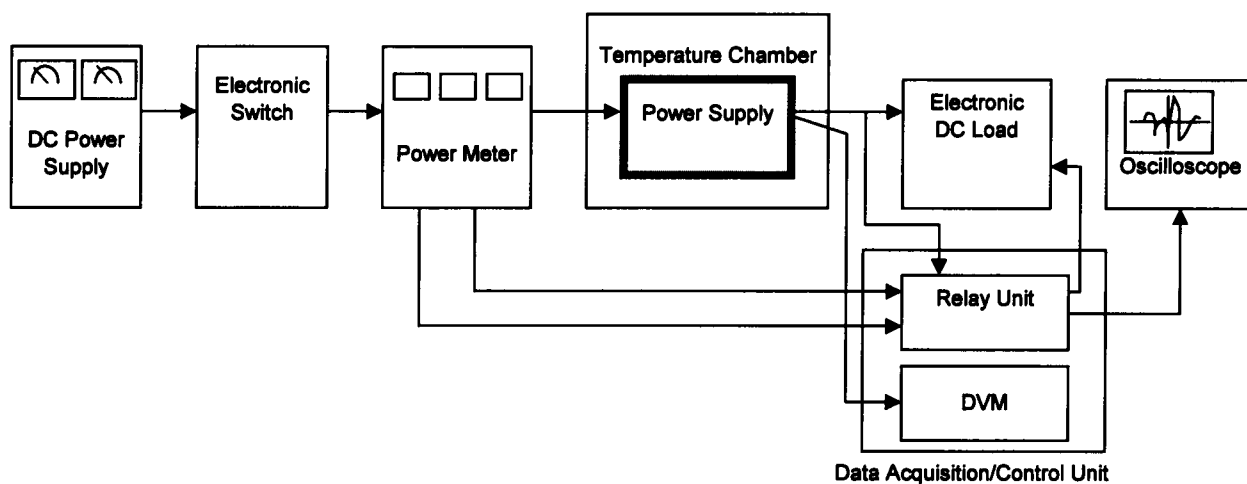 DC Power
Supply
Electronic
Switch
Power Meter
Temperature Chamber
Power Supply
Electronic
DC Load
Oscilloscope
Relay Unit
DVM
Data Acquisition/Control Unit